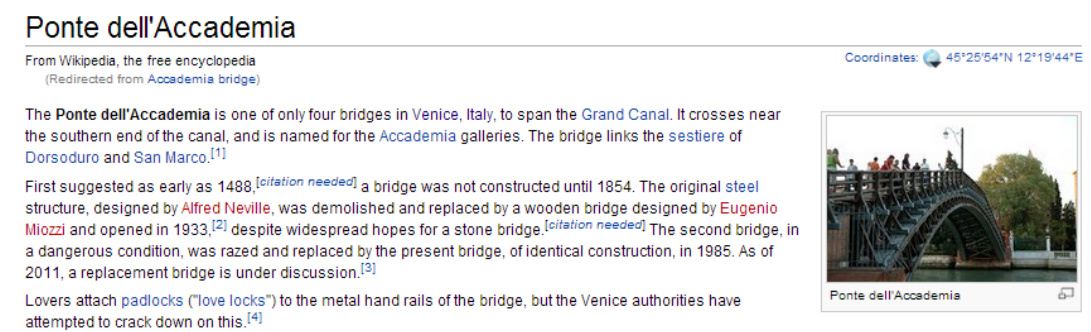 Ponte dell'Accademia
From Wikipedia, the free encyclopedia
Coordinates: 45°25′54″N 12°19′44″E
(Redirected from Accademia bridge)
The Ponte dell'Accademia is one of only four bridges in Venice, Italy, to span the Grand Canal. It crosses near
the southern end of the canal, and is named for the Accademia galleries. The bridge links the sestiere of
Dorsoduro and San Marco.[1]
First suggested as early as 1488,[citation needed] a bridge was not constructed until 1854. The original steel
structure, designed by Alfred Neville, was demolished and replaced by a wooden bridge designed by Eugenio
Miozzi and opened in 1933,[2] despite widespread hopes for a stone bridge.[citation needed] The second bridge, in
a dangerous condition, was razed and replaced by the present bridge, of identical construction, in 1985. As of
2011, a replacement bridge is under discussion.[3]
Lovers attach padlocks ("love locks") to the metal hand rails of the bridge, but the Venice authorities have
attempted to crack down on this.[4]
Ponte dell'Accademia